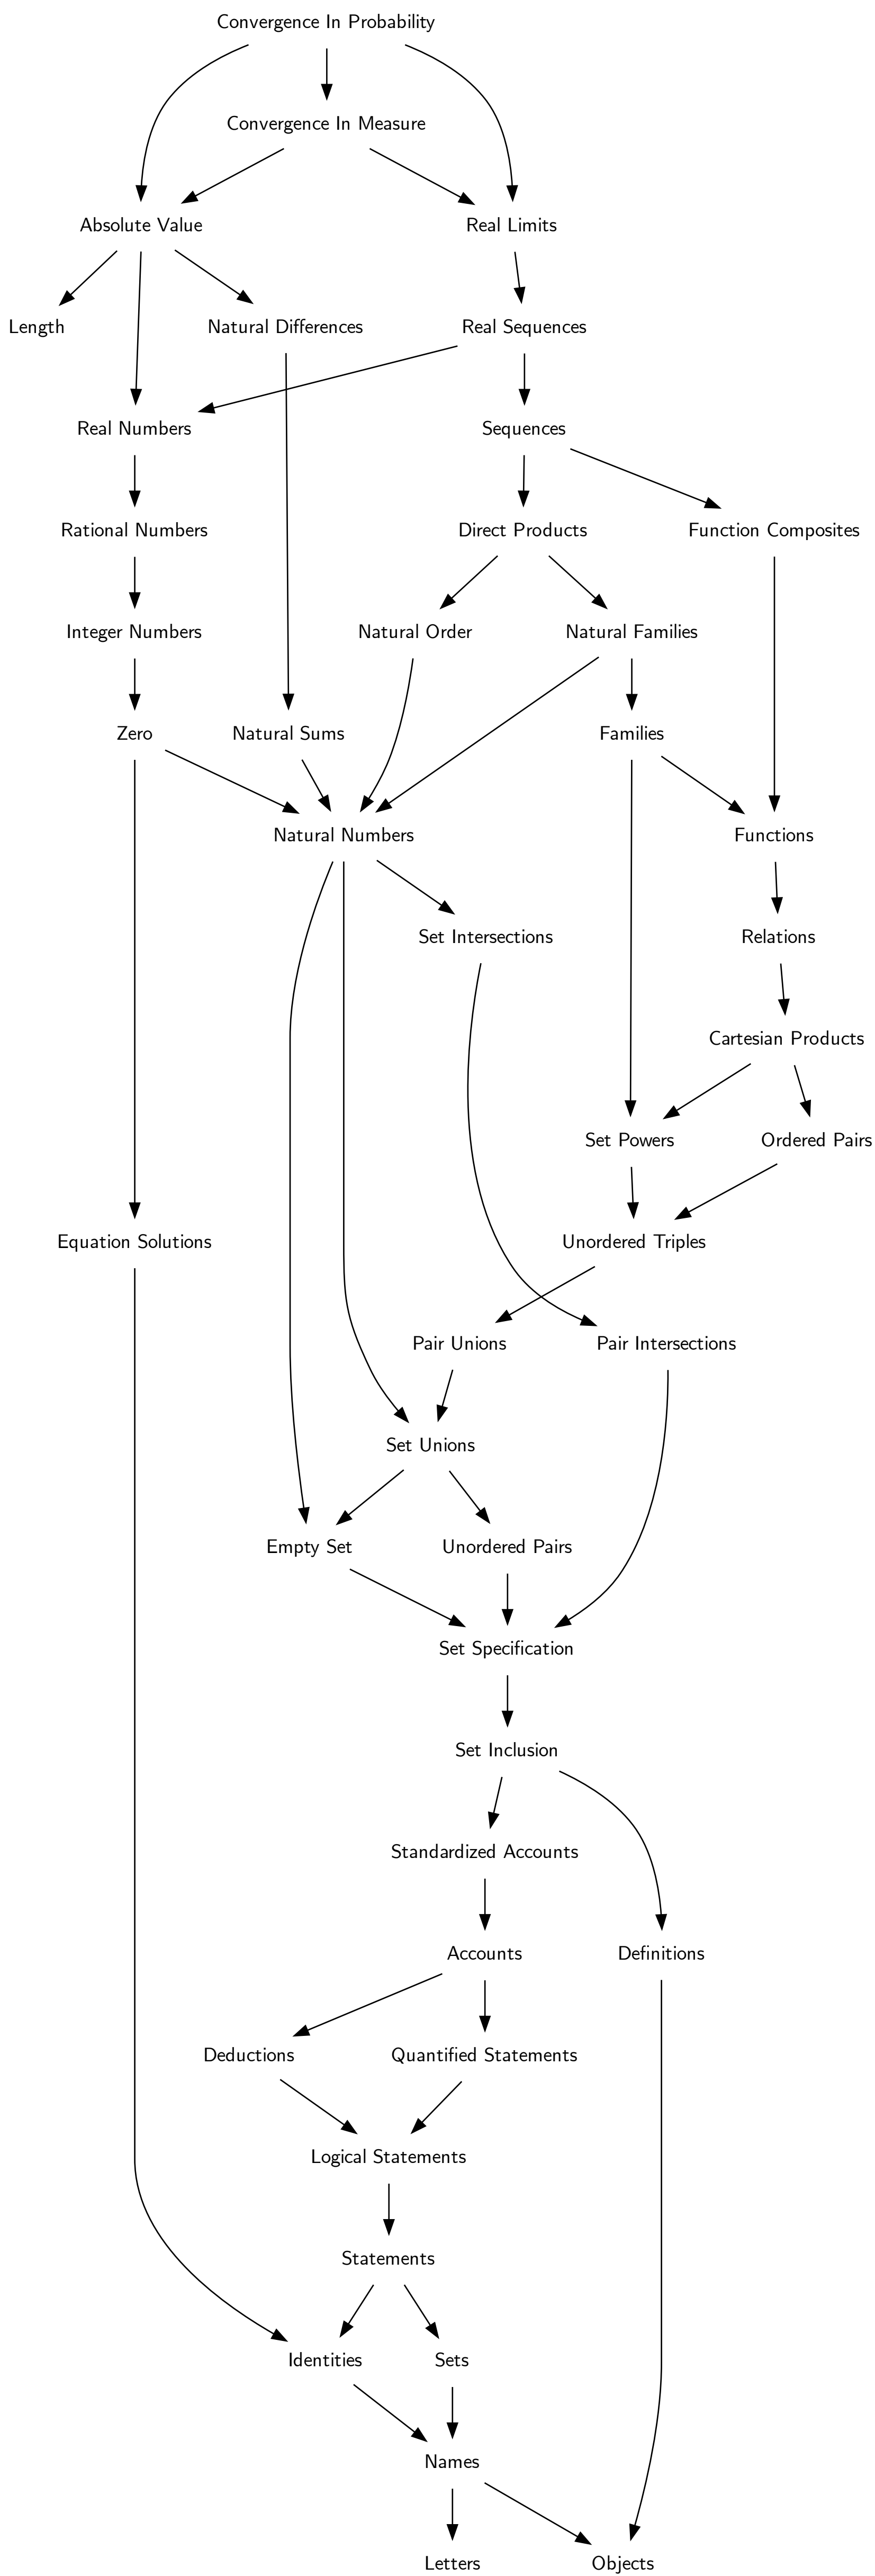 Convergence In Probability
Convergence In Measure
Absolute Value
Real Limits
Length
Natural Differences
Real Sequences
Real Numbers
Sequences
Rational Numbers
Direct Products
Function Composites
Integer Numbers
Natural Order
Natural Families
Zero
Natural Sums
Families
Natural Numbers
Functions
Set Intersections
Relations
Cartesian Products
Set Powers
Ordered Pairs
Equation Solutions
Unordered Triples
Pair Unions
Pair Intersections
Set Unions
Empty Set
Unordered Pairs
Set Specification
Set Inclusion
Standardized Accounts
Accounts
Definitions
Deductions
Quantified Statements
Logical Statements
Statements
Identities
Sets
Names
Letters
Objects